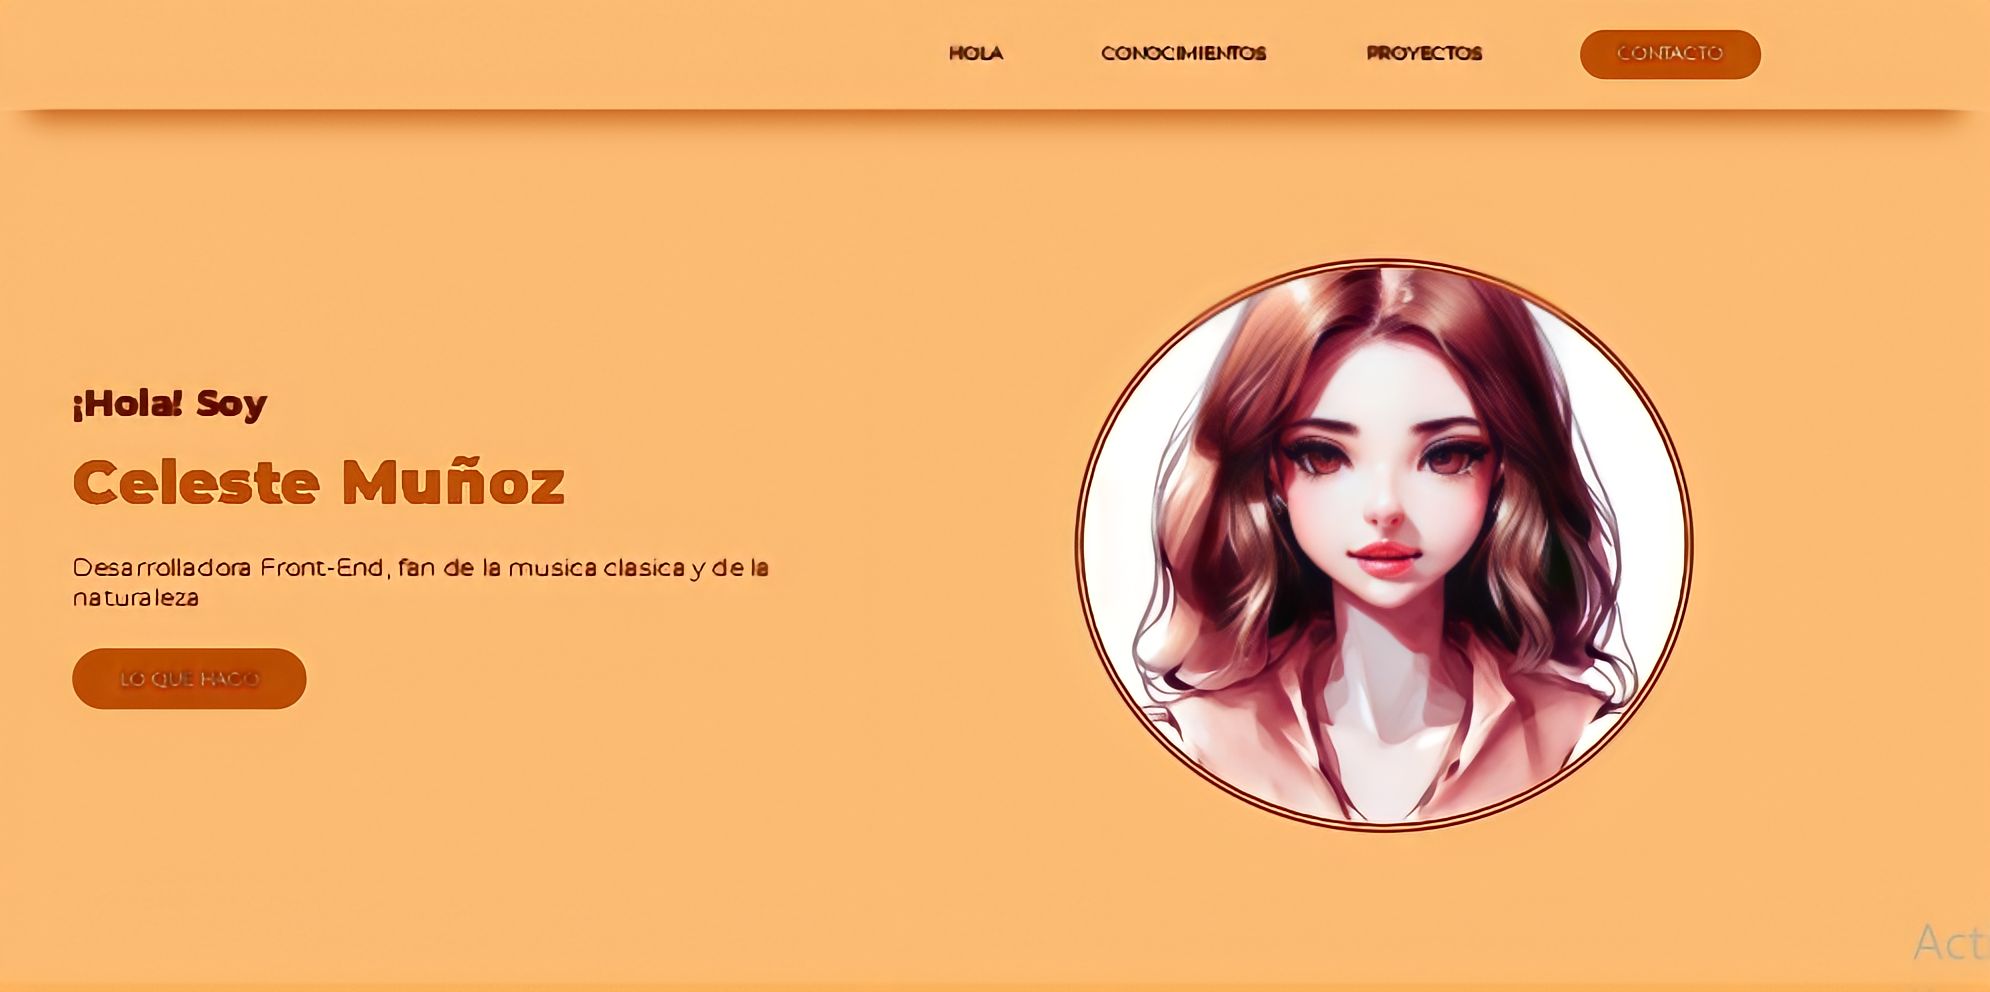 HOLA CONOCIMIENTOS PROYECTOS CONTACTO
¡Hola! Soy
Celeste Muñoz
Desarrolladora Front-End, fan de la musica clasica y de la
naturaleza
LO QUE HAGO
Act